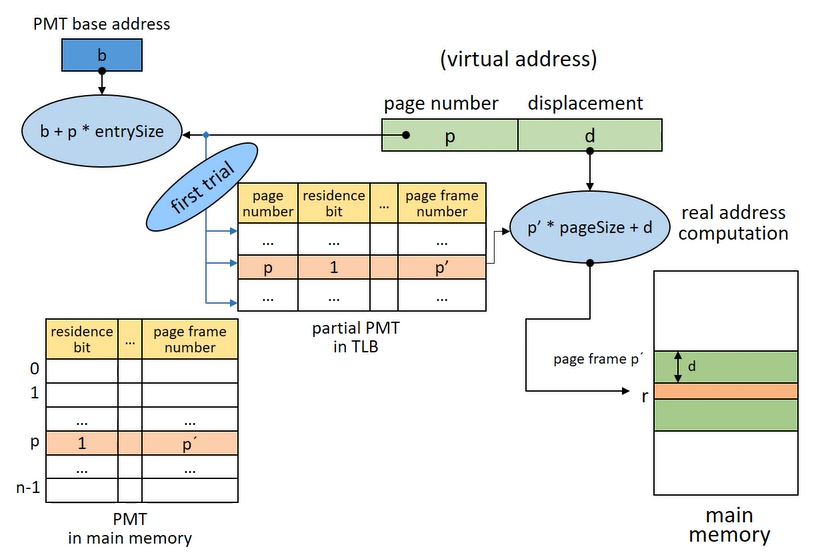 PMT base address
b
(virtual address)
page number
displacement
p
d
b + p * entrySize
first trial
page
number
residence
bit
...
page frame
number
...
...
...
p
1
p’
...
...
...
partial PMT
in TLB
p’ * pageSize + d
real address
computation
residence
bit
...
page frame
number
0
1
...
...
p
1
p´
...
...
n-1
PMT
in main memory
page frame p´
d
r
main
memory